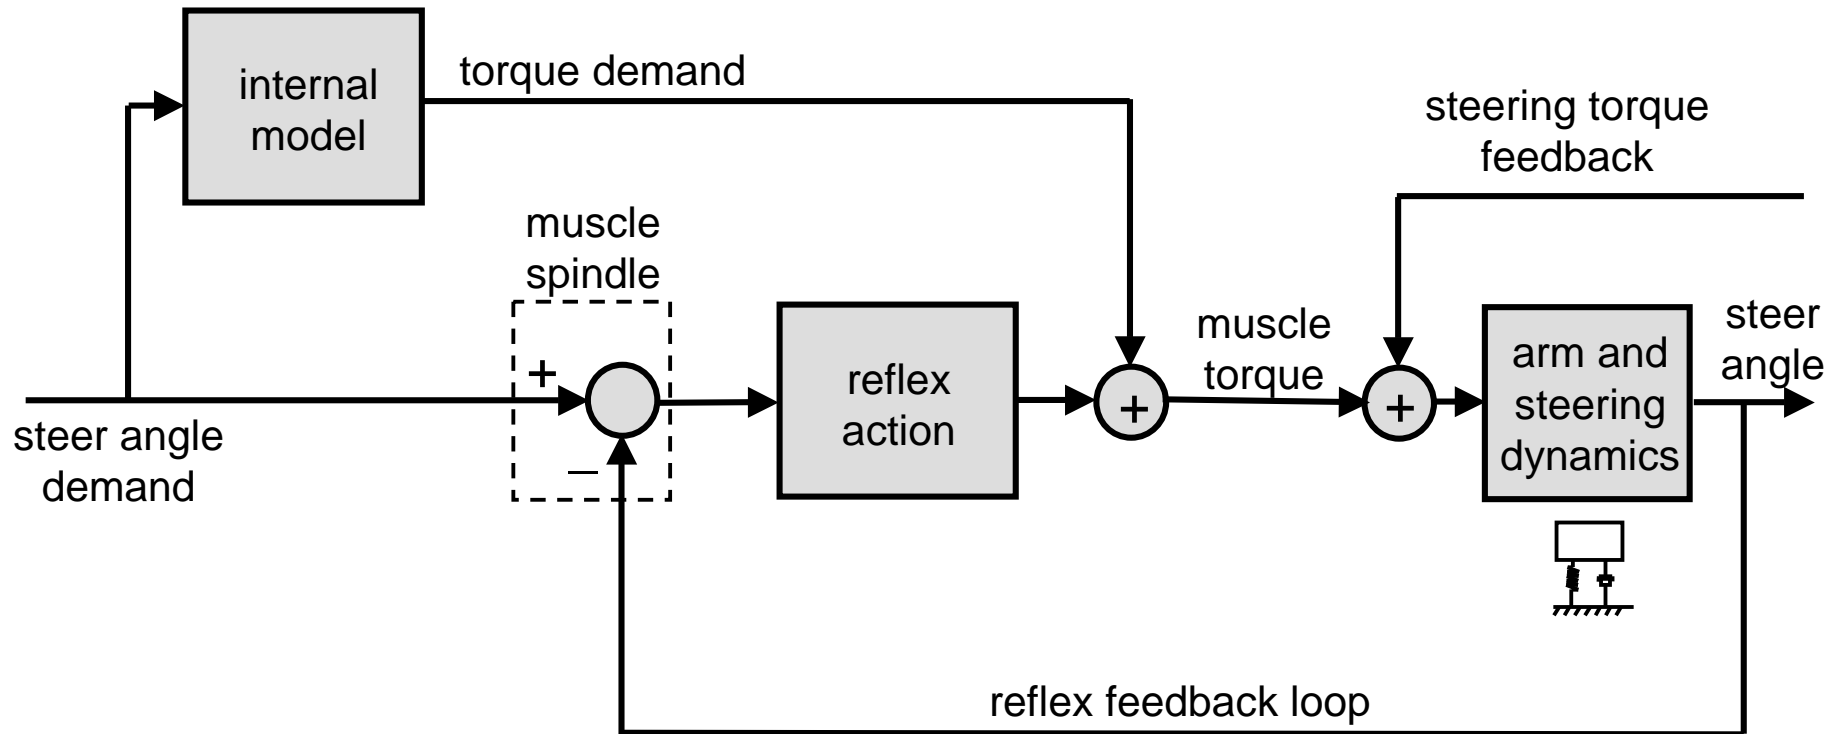 internal
model
torque demand
steering torque
feedback
muscle
spindle
+
−
steer angle
demand
reflex
action
+
muscle
torque
+
arm and
steering
dynamics
steer
angle
reflex feedback loop